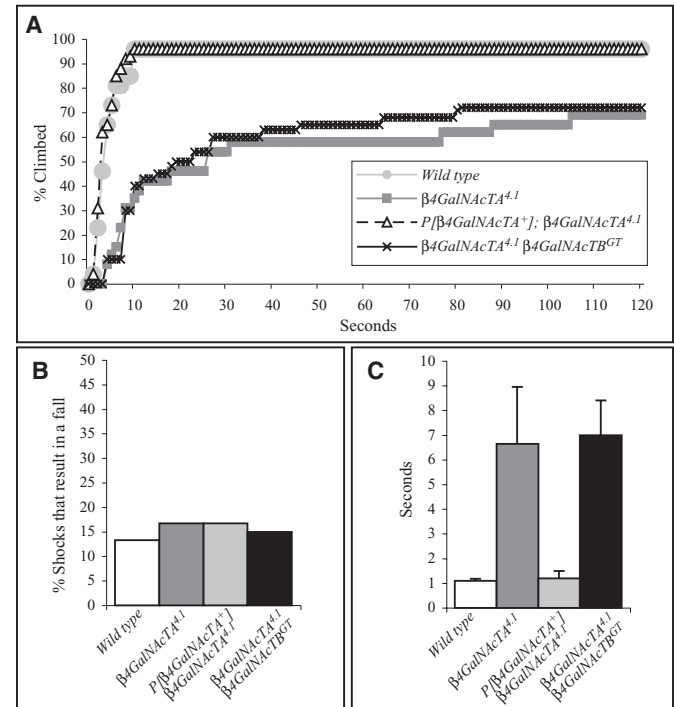 A
100
90
80
70
60
50
40
30
20
10
0
% Climbed
0 10 20 30 40 50 60 70 80 90 100 110 120
Seconds
Wild type
β4GalNAcTA4.1
P[β4GalNAcTA+]; β4GalNAcTA4.1
β4GalNAcTA4.1 β4GalNAcTBGT
B
50
45
40
35
30
25
20
15
10
5
0
% Shocks that result in a fall
Wild type
β4GalNAcTA4.1
P[β4GalNAcTA+]
β4GalNAcTA4.1
β4GalNAcTA4.1
β4GalNAcTBGT
C
10
9
8
7
6
5
4
3
2
1
0
Seconds
Wild type
β4GalNAcTA4.1
P[β4GalNAcTA+]
β4GalNAcTA4.1
β4GalNAcTA4.1
β4GalNAcTBGT